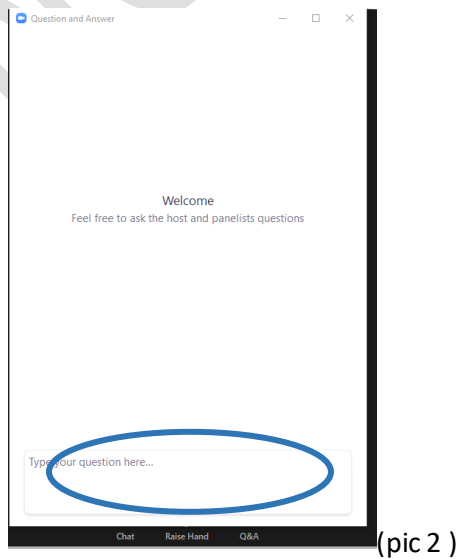 Question and Answer
Welcome
Feel free to ask the host and panelists questions
Type your question here...
Chat Raise Hand Q&A
(pic 2 )